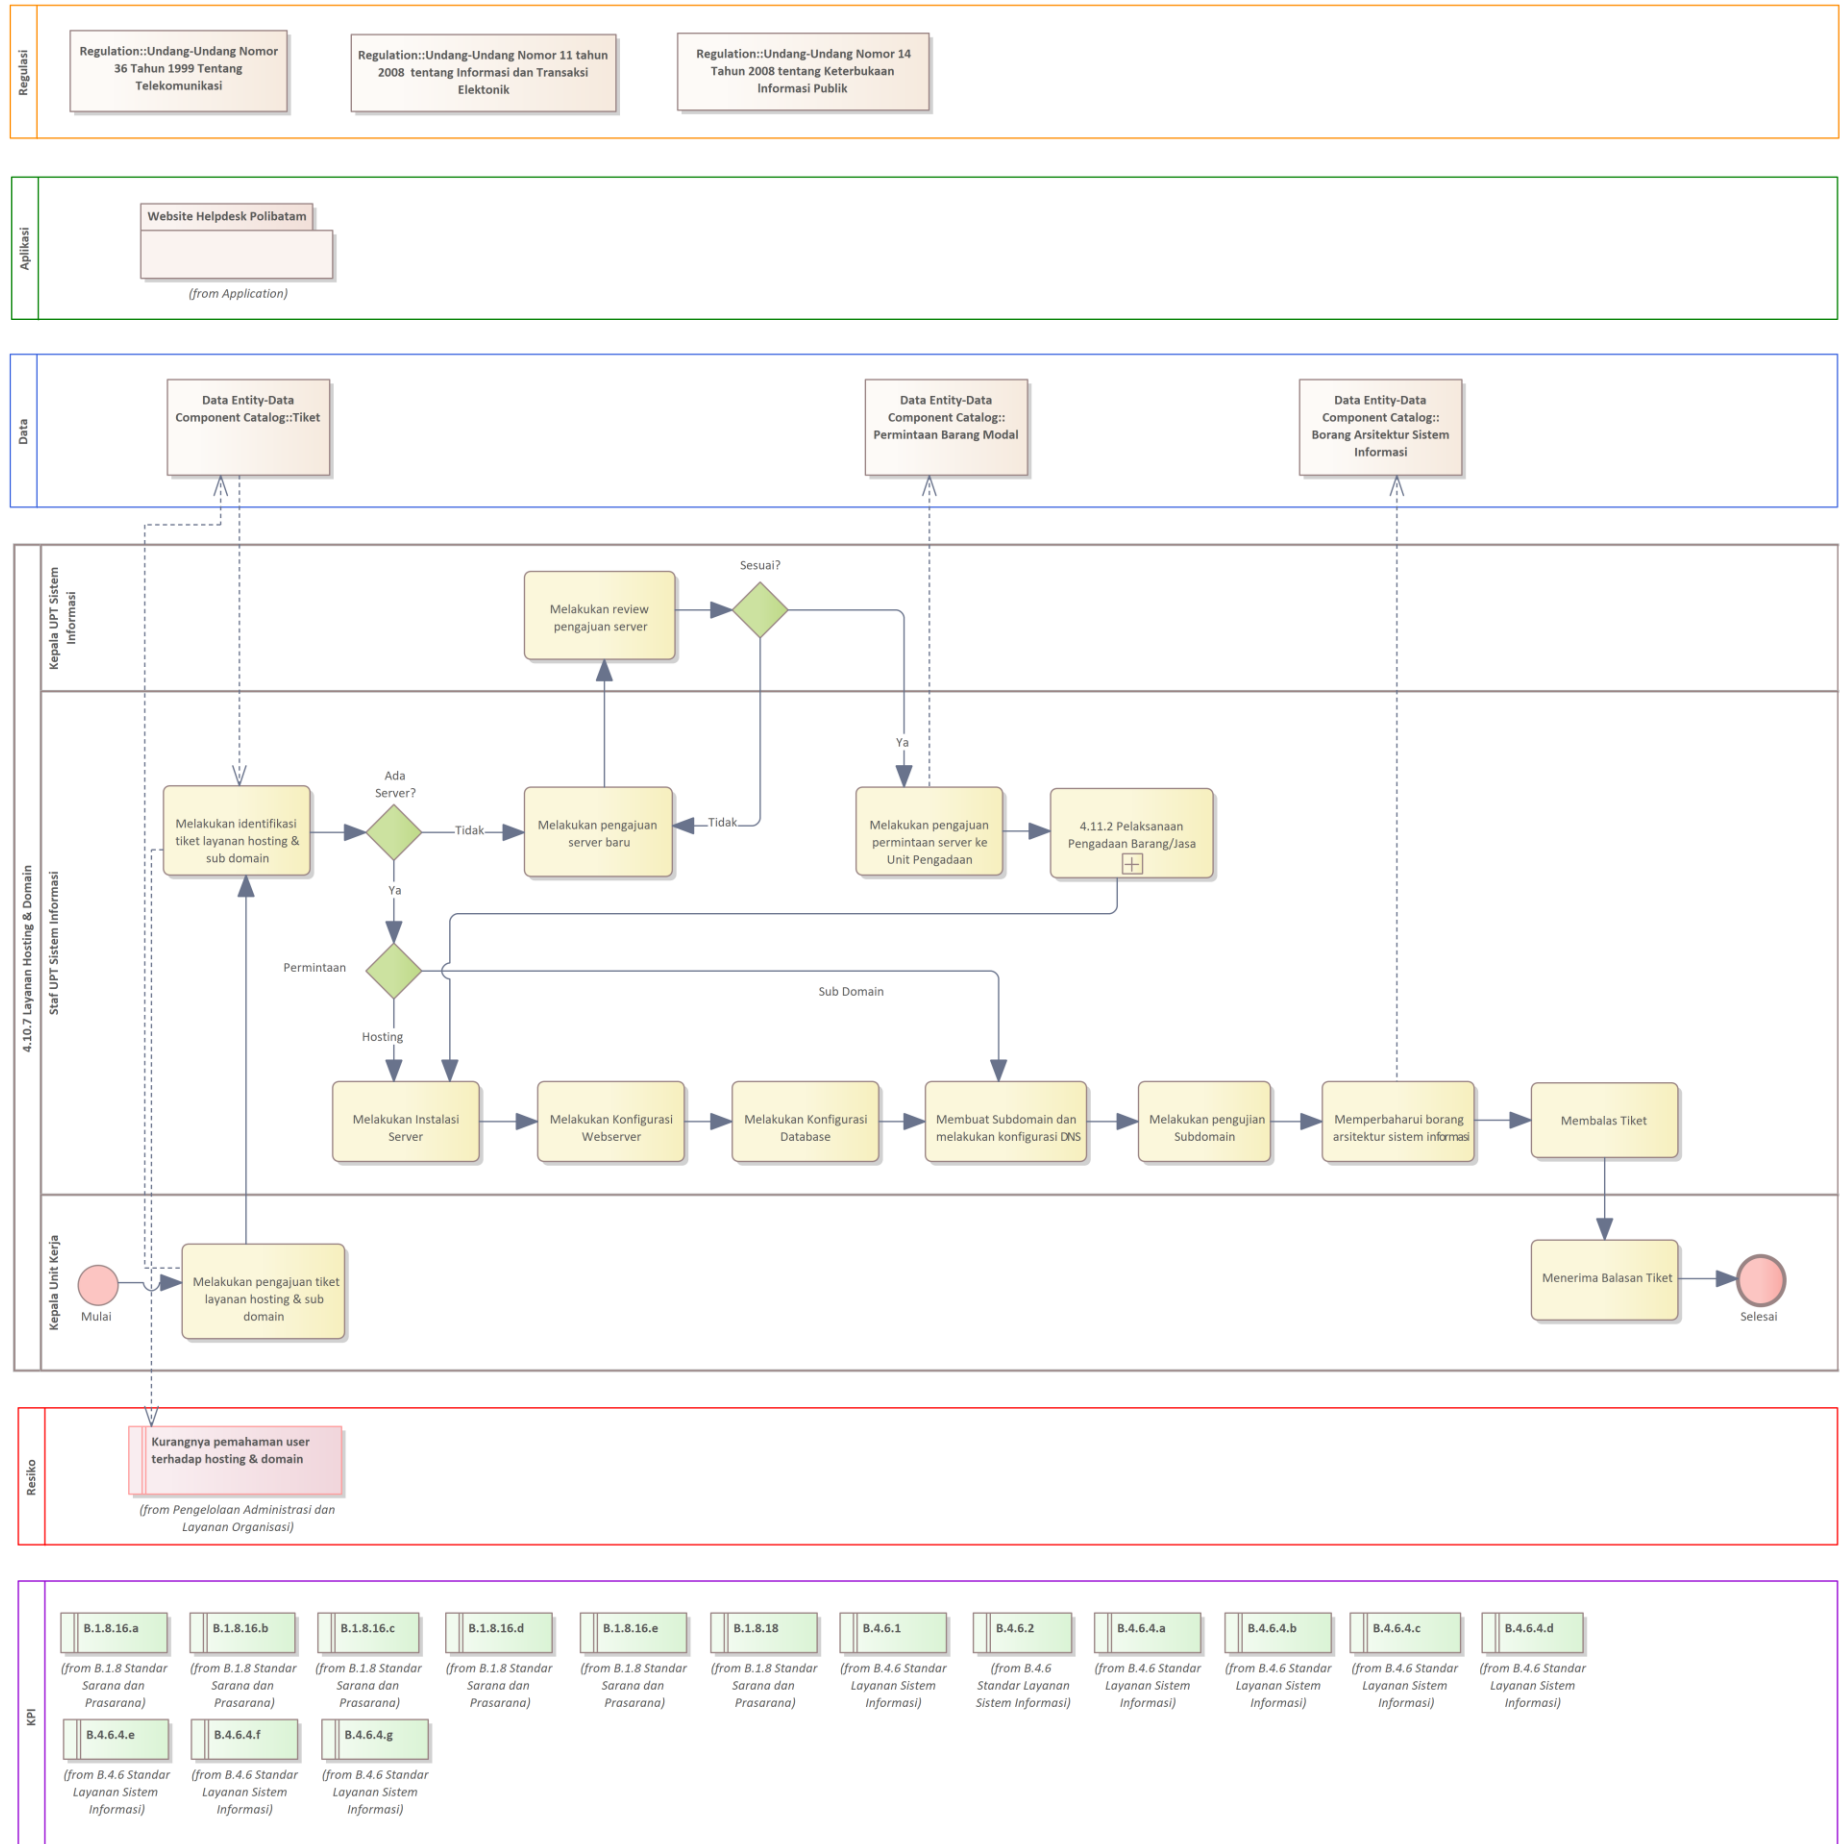 Regulasi
Regulation::Undang-Undang Nomor
36 Tahun 1999 Tentang
Telekomunikasi
Regulation::Undang-Undang Nomor 11 tahun
2008  tentang Informasi dan Transaksi
Elektonik
Regulation::Undang-Undang Nomor 14
Tahun 2008 tentang Keterbukaan
Informasi Publik
Aplikasi
Website Helpdesk Polibatam
(from Application)
Data
Data Entity-Data
Component Catalog::Tiket
Data Entity-Data
Component Catalog::
Permintaan Barang Modal
Data Entity-Data
Component Catalog::
Borang Arsitektur Sistem
Informasi
4.10.7 Layanan Hosting & Domain
Kepala UPT Sistem
Informasi
Melakukan review
pengajuan server
Sesuai?
Staf UPT Sistem Informasi
Melakukan identifikasi
tiket layanan hosting &
sub domain
Ada
Server?
Tidak
Melakukan pengajuan
server baru
Tidak
Ya
Melakukan pengajuan
permintaan server ke
Unit Pengadaan
4.11.2 Pelaksanaan
Pengadaan Barang/Jasa
Ya
Permintaan
Sub Domain
Hosting
Melakukan Instalasi
Server
Melakukan Konfigurasi
Webserver
Melakukan Konfigurasi
Database
Membuat Subdomain dan
melakukan konfigurasi DNS
Melakukan pengujian
Subdomain
Memperbaharui borang
arsitektur sistem informasi
Membalas Tiket
Kepala Unit Kerja
Mulai
Melakukan pengajuan tiket
layanan hosting & sub
domain
Menerima Balasan Tiket
Selesai
Resiko
Kurangnya pemahaman user
terhadap hosting & domain
(from Pengelolaan Administrasi dan
Layanan Organisasi)
KPI
B.1.8.16.a
(from B.1.8 Standar
Sarana dan
Prasarana)
B.1.8.16.b
(from B.1.8 Standar
Sarana dan
Prasarana)
B.1.8.16.c
(from B.1.8 Standar
Sarana dan
Prasarana)
B.1.8.16.d
(from B.1.8 Standar
Sarana dan
Prasarana)
B.1.8.16.e
(from B.1.8 Standar
Sarana dan
Prasarana)
B.1.8.18
(from B.1.8 Standar
Sarana dan
Prasarana)
B.4.6.1
(from B.4.6 Standar
Layanan Sistem
Informasi)
B.4.6.2
(from B.4.6
Standar Layanan
Sistem Informasi)
B.4.6.4.a
(from B.4.6 Standar
Layanan Sistem
Informasi)
B.4.6.4.b
(from B.4.6 Standar
Layanan Sistem
Informasi)
B.4.6.4.c
(from B.4.6 Standar
Layanan Sistem
Informasi)
B.4.6.4.d
(from B.4.6 Standar
Layanan Sistem
Informasi)
B.4.6.4.e
(from B.4.6 Standar
Layanan Sistem
Informasi)
B.4.6.4.f
(from B.4.6 Standar
Layanan Sistem
Informasi)
B.4.6.4.g
(from B.4.6 Standar
Layanan Sistem
Informasi)